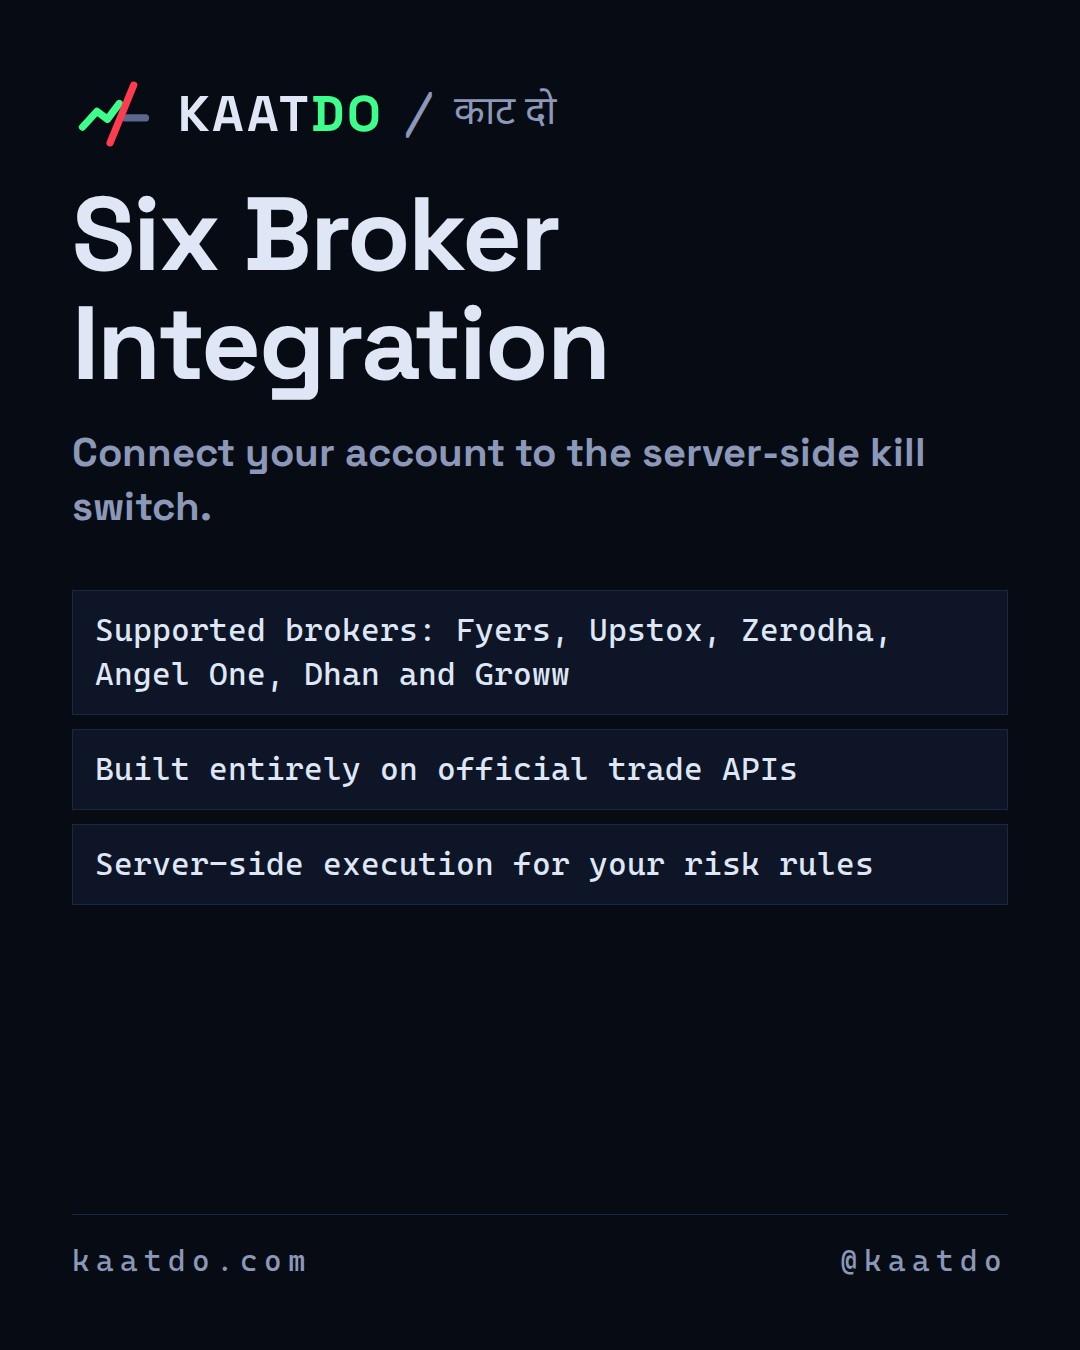 KAATDO / काट दो
Six Broker
Integration
Connect your account to the server-side kill
switch.
Supported brokers: Fyers, Upstox, Zerodha,
Angel One, Dhan and Groww
Built entirely on official trade APIs
Server-side execution for your risk rules
kaatdo.com
@kaatdo